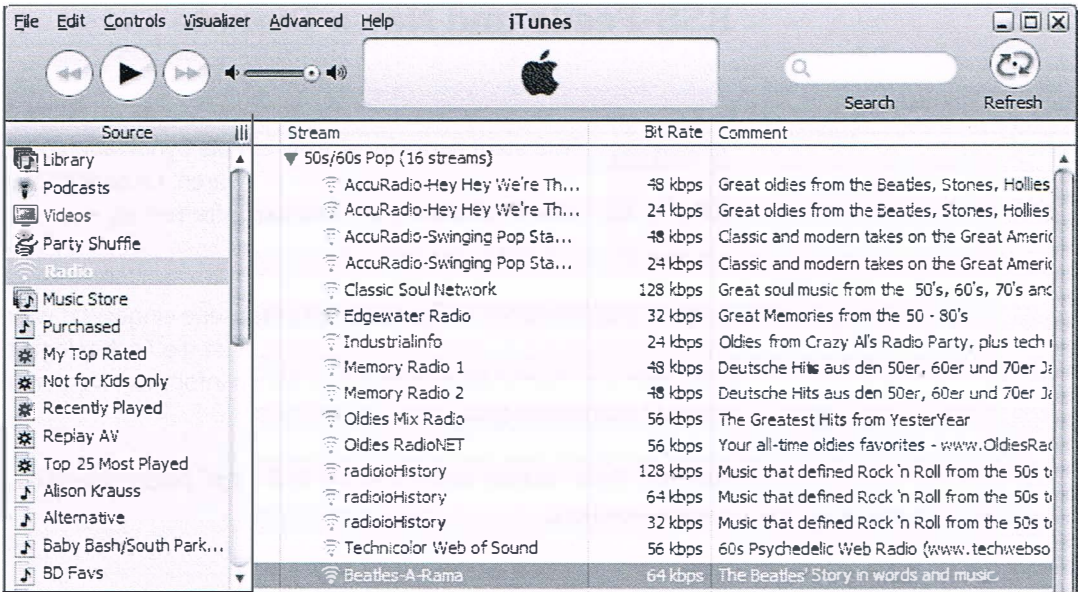 File Edit Controls Visualizer Advanced Help iTunes
Search Refresh
Source
Library
Podcasts
Videos
Party Shuffle
Radio
Music Store
Purchased
My Top Rated
Not for Kids Only
Recently Played
Replay AV
Top 25 Most Played
Alison Krauss
Alternative
Baby Bash/South Park...
BD Favs
Stream Bit Rate Comment
50s/60s Pop (16 streams)
AccuRadio-Hey Hey We're Th... 48 kbps Great oldies from the Beatles, Stones, Hollies,
AccuRadio-Hey Hey We're Th... 24 kbps Great oldies from the Beatles, Stones, Hollies,
AccuRadio-Swinging Pop Sta... 48 kbps Classic and modern takes on the Great Americ
AccuRadio-Swinging Pop Sta... 24 kbps Classic and modern takes on the Great Americ
Classic Soul Network 128 kbps Great soul music from the 50's, 60's, 70's and
Edgewater Radio 32 kbps Great Memories from the 50 - 80's
Industrialinfo 24 kbps Oldies from Crazy Al's Radio Party, plus tech
Memory Radio 1 48 kbps Deutsche Hits aus den 50er, 60er und 70er Ja
Memory Radio 2 48 kbps Deutsche Hits aus den 50er, 60er und 70er Ja
Oldies Mix Radio 56 kbps The Greatest Hits from YesterYear
Oldies RadioNET 56 kbps Your all-time oldies favorites - www.OldiesRad
radioioHistory 128 kbps Music that defined Rock 'n Roll from the 50s t
radioioHistory 64 kbps Music that defined Rock 'n Roll from the 50s t
radioioHistory 32 kbps Music that defined Rock 'n Roll from the 50s t
Technicolor Web of Sound 56 kbps 60s Psychedelic Web Radio (www.techwebso
Beatles-A-Rama 64 kbps The Beatles' Story in words and music.